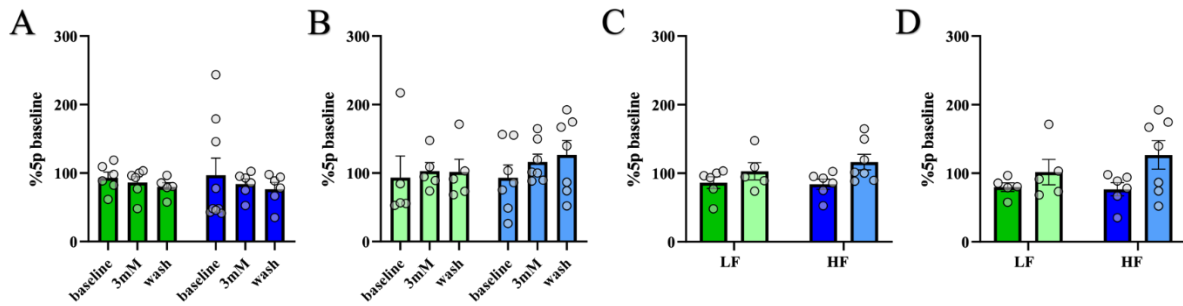 A
B
C
D
%5p baseline
300
200
100
0
baseline
3mM
wash
baseline
3mM
wash
%5p baseline
300
200
100
0
baseline
3mM
wash
baseline
3mM
wash
%5p baseline
300
200
100
0
LF
HF
%5p baseline
300
200
100
0
LF
HF